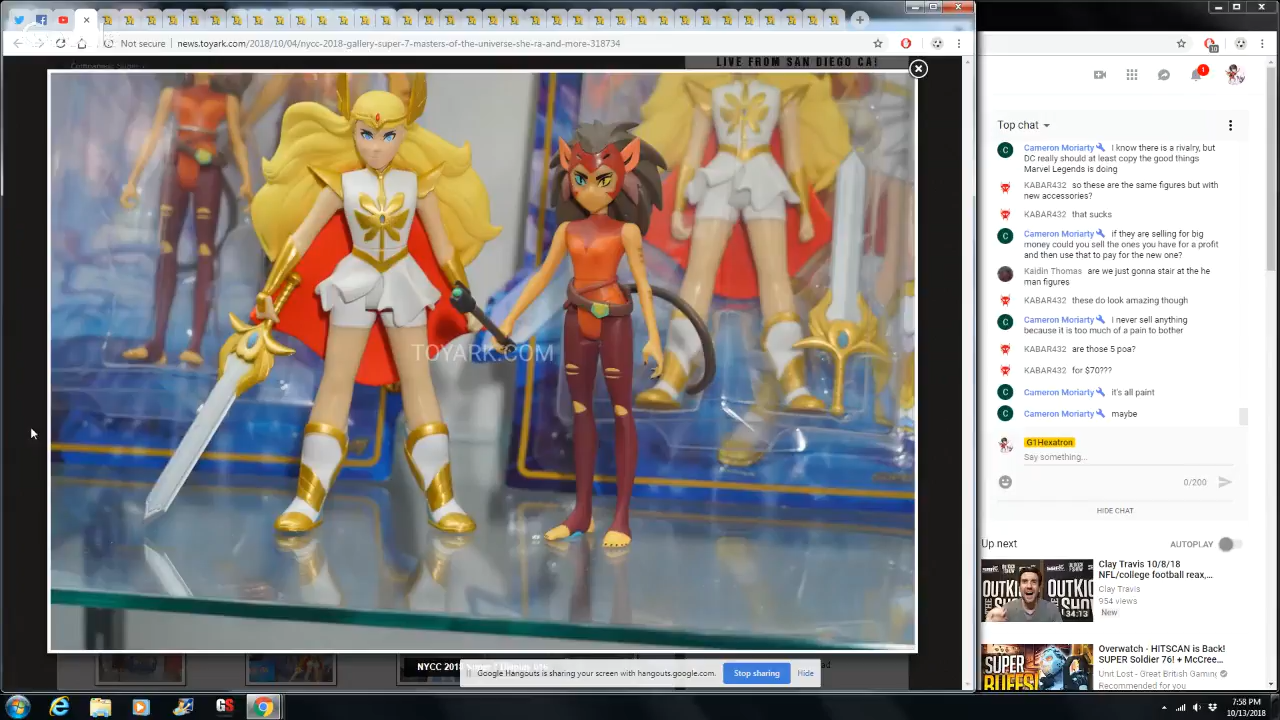 Not secure
news.toyark.com/2018/10/04/nycc-2018-gallery-super-7-masters-of-the-universe-she-ra-and-more-318734
LIVE FROM SAN DIEGO CA!
TOYARK.COM
Google Hangouts is sharing your screen with hangouts.google.com.
Stop sharing
Hide
10
1
Top chat
C
Cameron Moriarty I know there is a rivalry, but
DC really should at least copy the good things
Marvel Legends is doing
KABAR432 so these are the same figures but with
new accessories?
KABAR432 that sucks
C
Cameron Moriarty if they are selling for big
money could you sell the ones you have for a profit
and then use that to pay for the new one?
Kaidin Thomas are we just gonna stair at the he
man figures
KABAR432 these do look amazing though
C
Cameron Moriarty I never sell anything
because it is too much of a pain to bother
KABAR432 are those 5 poa?
KABAR432 for $70???
C
Cameron Moriarty it's all paint
C
Cameron Moriarty maybe
G1Hexatron
Say something...
0/200
HIDE CHAT
Up next
AUTOPLAY
34:13
Clay Travis 10/8/18
NFL/college football reax,...
Clay Travis
954 views
New
SUPER
BUFFS!
Overwatch - HITSCAN is Back!
SUPER Soldier 76! + McCree...
Unit Lost - Great British Gaming
Recommended for you
GS
7:58 PM
10/13/2018